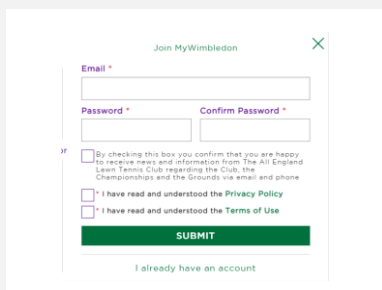 Join MyWimbledon
Email *
Password *
Confirm Password *
or
By checking this box you confirm that you are happy
to receive news and information from The All England
Lawn Tennis Club regarding the Club, the
Championships and the Grounds via email and phone
* I have read and understood the Privacy Policy
* I have read and understood the Terms of Use
SUBMIT
I already have an account